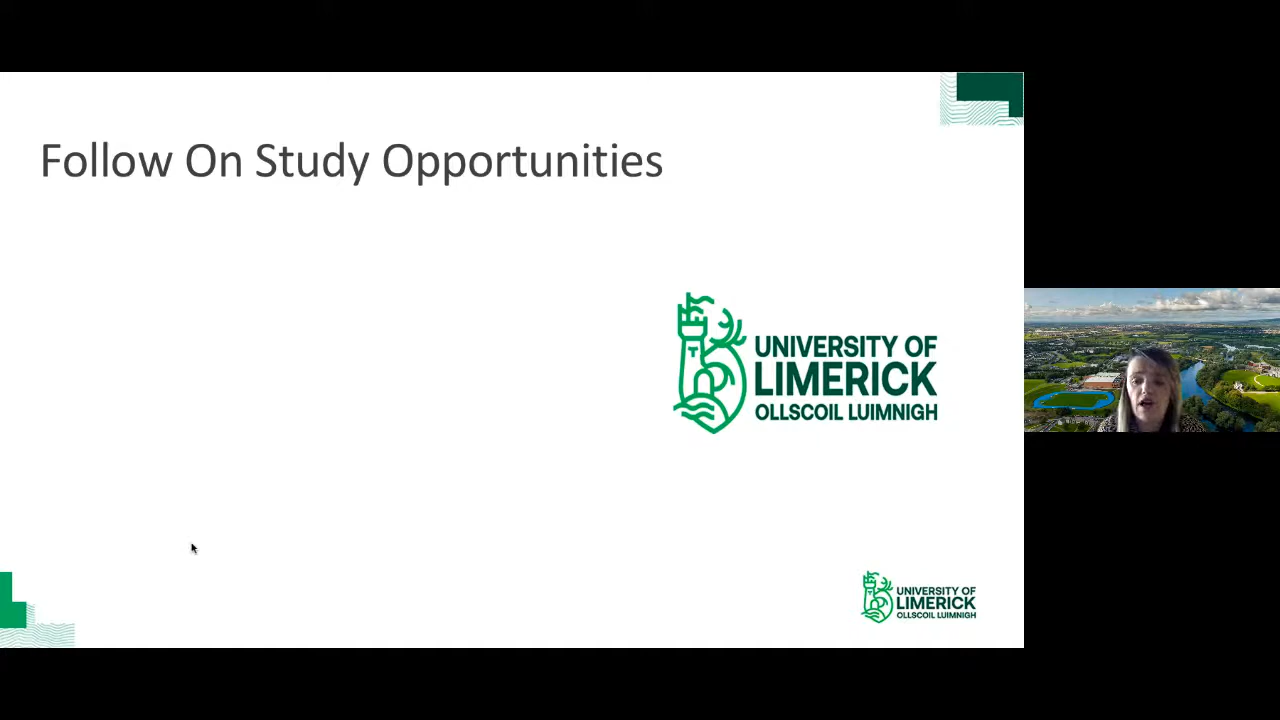 Follow On Study Opportunities
UNIVERSITY OF
LIMERICK
OLLSCOIL LUIMNIGH
UNIVERSITY OF
LIMERICK
OLLSCOIL LUIMNIGH